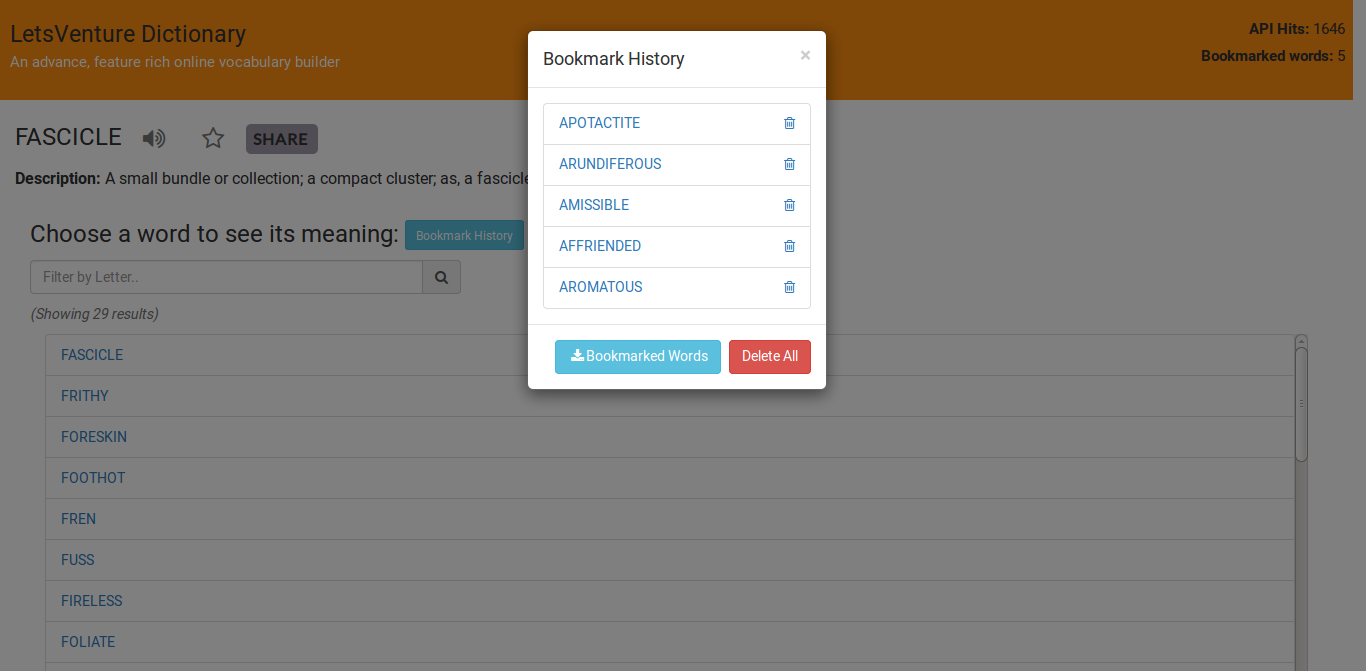 LetsVenture Dictionary
An advance, feature rich online vocabulary builder
API Hits: 1646
Bookmarked words: 5
FASCICLE
SHARE
Description: A small bundle or collection; a compact cluster; as, a fascicle
Choose a word to see its meaning: Bookmark History
Filter by Letter..
(Showing 29 results)
FASCICLE
FRITHY
FORESKIN
FOOTHOT
FREN
FUSS
FIRELESS
FOLIATE
Bookmark History ×
APOTACTITE
ARUNDIFEROUS
AMISSIBLE
AFFRIENDED
AROMATOUS
Bookmarked Words Delete All